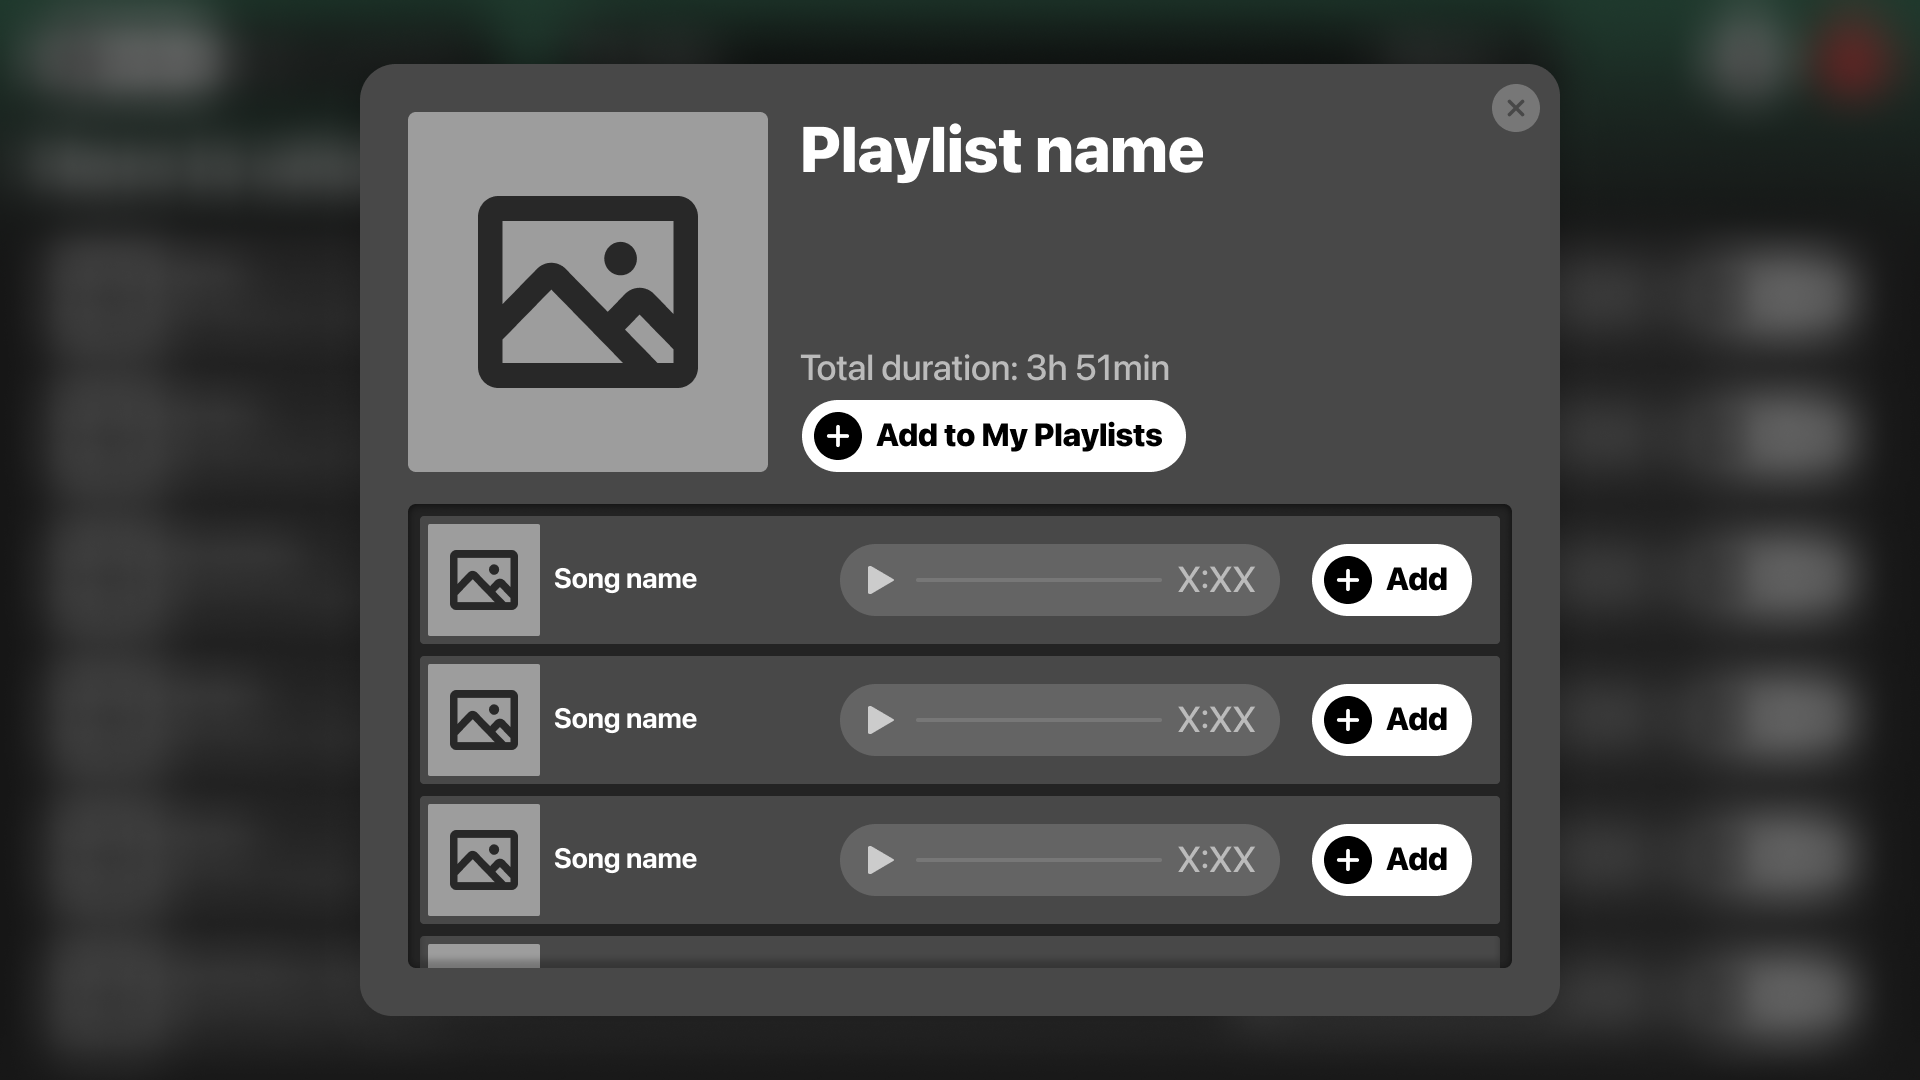 Playlist name
Total duration: 3h 51min
Add to My Playlists
Song name X:XX Add
Song name X:XX Add
Song name X:XX Add